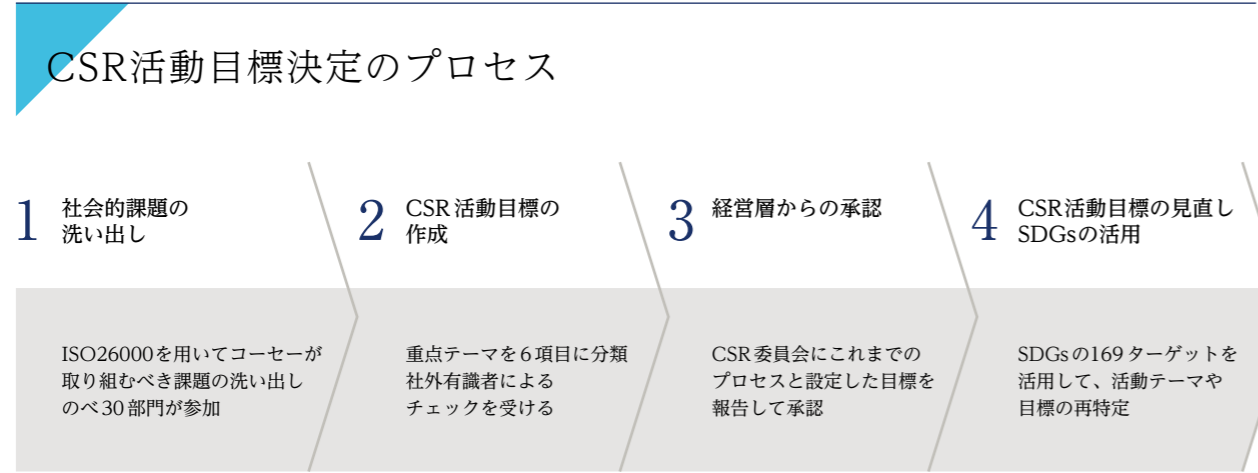 CSR活動目標決定のプロセス
1
社会的課題の
洗い出し
ISO26000を用いてコーセーが
取り組むべき課題の洗い出し
のべ30部門が参加
2
CSR活動目標の
作成
重点テーマを6項目に分類
社外有識者による
チェックを受ける
3
経営層からの承認
CSR委員会にこれまでの
プロセスと設定した目標を
報告して承認
4
CSR活動目標の見直し
SDGsの活用
SDGsの169ターゲットを
活用して、活動テーマや
目標の再特定